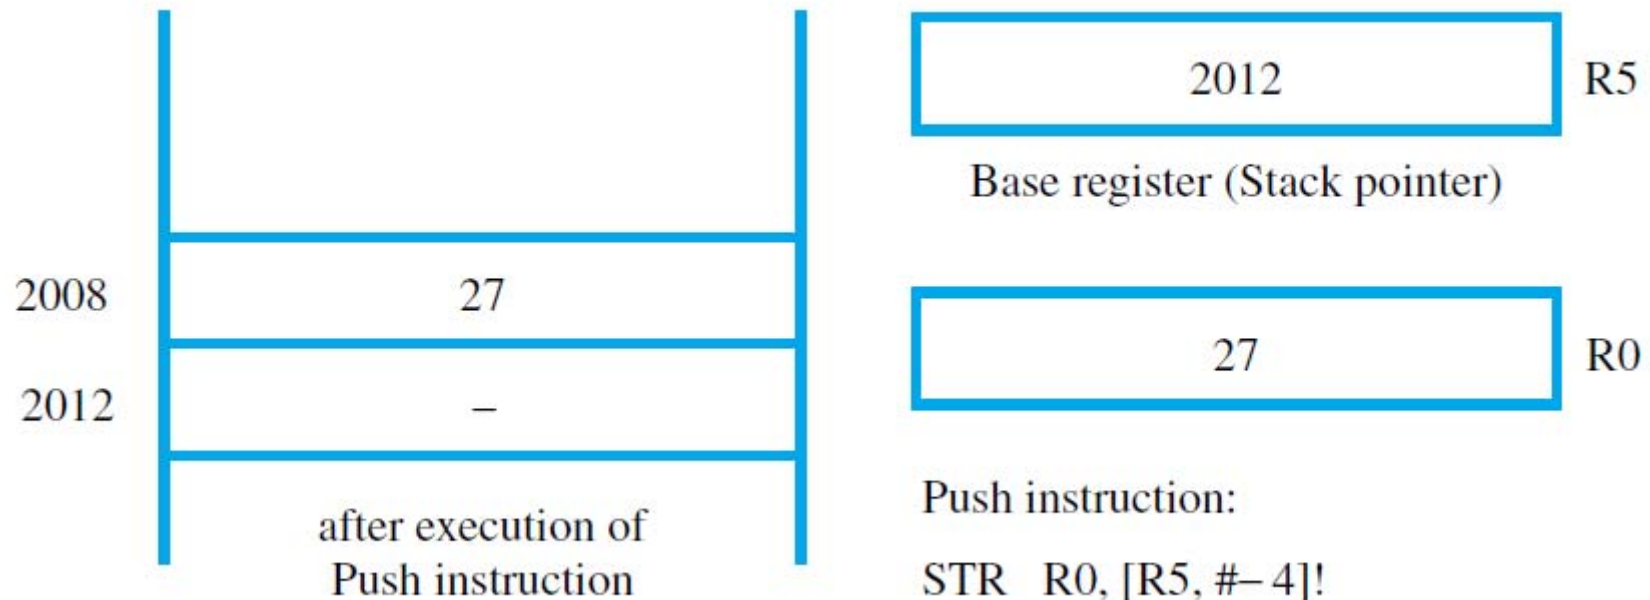 2012 R5
Base register (Stack pointer)
2008 27
27 R0
2012 –
Push instruction:
after execution of
Push instruction
STR R0, [R5, #– 4]!